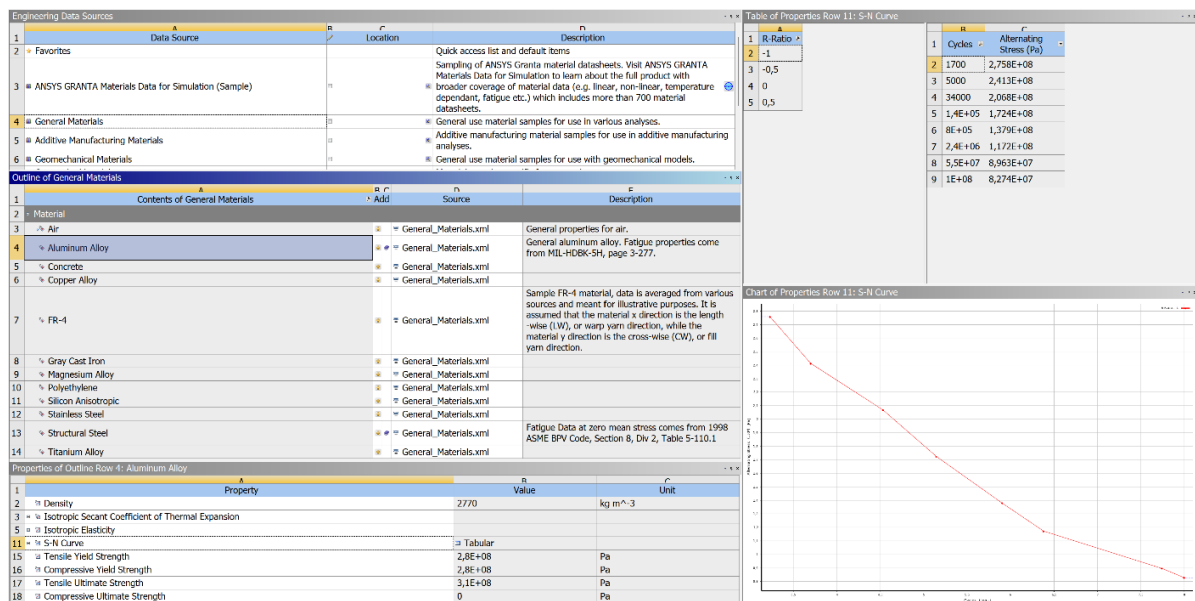 Engineering Data Sources
A B C D
1 Data Source Location Description
2 Favorites Quick access list and default items
3 ANSYS GRANTA Materials Data for Simulation (Sample) Sampling of ANSYS Granta material datasheets. Visit ANSYS GRANTA
Materials Data for Simulation to learn about the full product with
broader coverage of material data (e.g. linear, non-linear, temperature
dependant, fatigue etc.) which includes more than 700 material
datasheets.
4 General Materials General use material samples for use in various analyses.
5 Additive Manufacturing Materials Additive manufacturing material samples for use in additive manufacturing
analyses.
6 Geomechanical Materials General use material samples for use with geomechanical models.
Outline of General Materials
A B C D E
1 Contents of General Materials Add Source Description
2 Material
3 Air General_Materials.xml General properties for air.
4 Aluminum Alloy General_Materials.xml General aluminum alloy. Fatigue properties come
from MIL-HDBK-5H, page 3-277.
5 Concrete General_Materials.xml
6 Copper Alloy General_Materials.xml
7 FR-4 General_Materials.xml Sample FR-4 material, data is averaged from various
sources and meant for illustrative purposes. It is
assumed that the material x direction is the length
-wise (LW), or warp yarn direction, while the
material y direction is the cross-wise (CW), or fill
yarn direction.
8 Gray Cast Iron General_Materials.xml
9 Magnesium Alloy General_Materials.xml
10 Polyethylene General_Materials.xml
11 Silicon Anisotropic General_Materials.xml
12 Stainless Steel General_Materials.xml
13 Structural Steel General_Materials.xml Fatigue Data at zero mean stress comes from 1998
ASME BPV Code, Section 8, Div 2, Table 5-110.1
14 Titanium Alloy General_Materials.xml
Properties of Outline Row 4: Aluminum Alloy
A B C
1 Property Value Unit
2 Density 2770 kg m^-3
3 Isotropic Secant Coefficient of Thermal Expansion
5 Isotropic Elasticity
11 S-N Curve Tabular
15 Tensile Yield Strength 2,8E+08 Pa
16 Compressive Yield Strength 2,8E+08 Pa
17 Tensile Ultimate Strength 3,1E+08 Pa
18 Compressive Ultimate Strength 0 Pa
Table of Properties Row 11: S-N Curve
A
1 R-Ratio
2 -1
3 -0,5
4 0
5 0,5
B C
1 Cycles Alternating
Stress (Pa)
2 1700 2,758E+08
3 5000 2,413E+08
4 34000 2,068E+08
5 1,4E+05 1,724E+08
6 8E+05 1,379E+08
7 2,4E+06 1,172E+08
8 5,5E+07 8,963E+07
9 1E+08 8,274E+07
Chart of Properties Row 11: S-N Curve